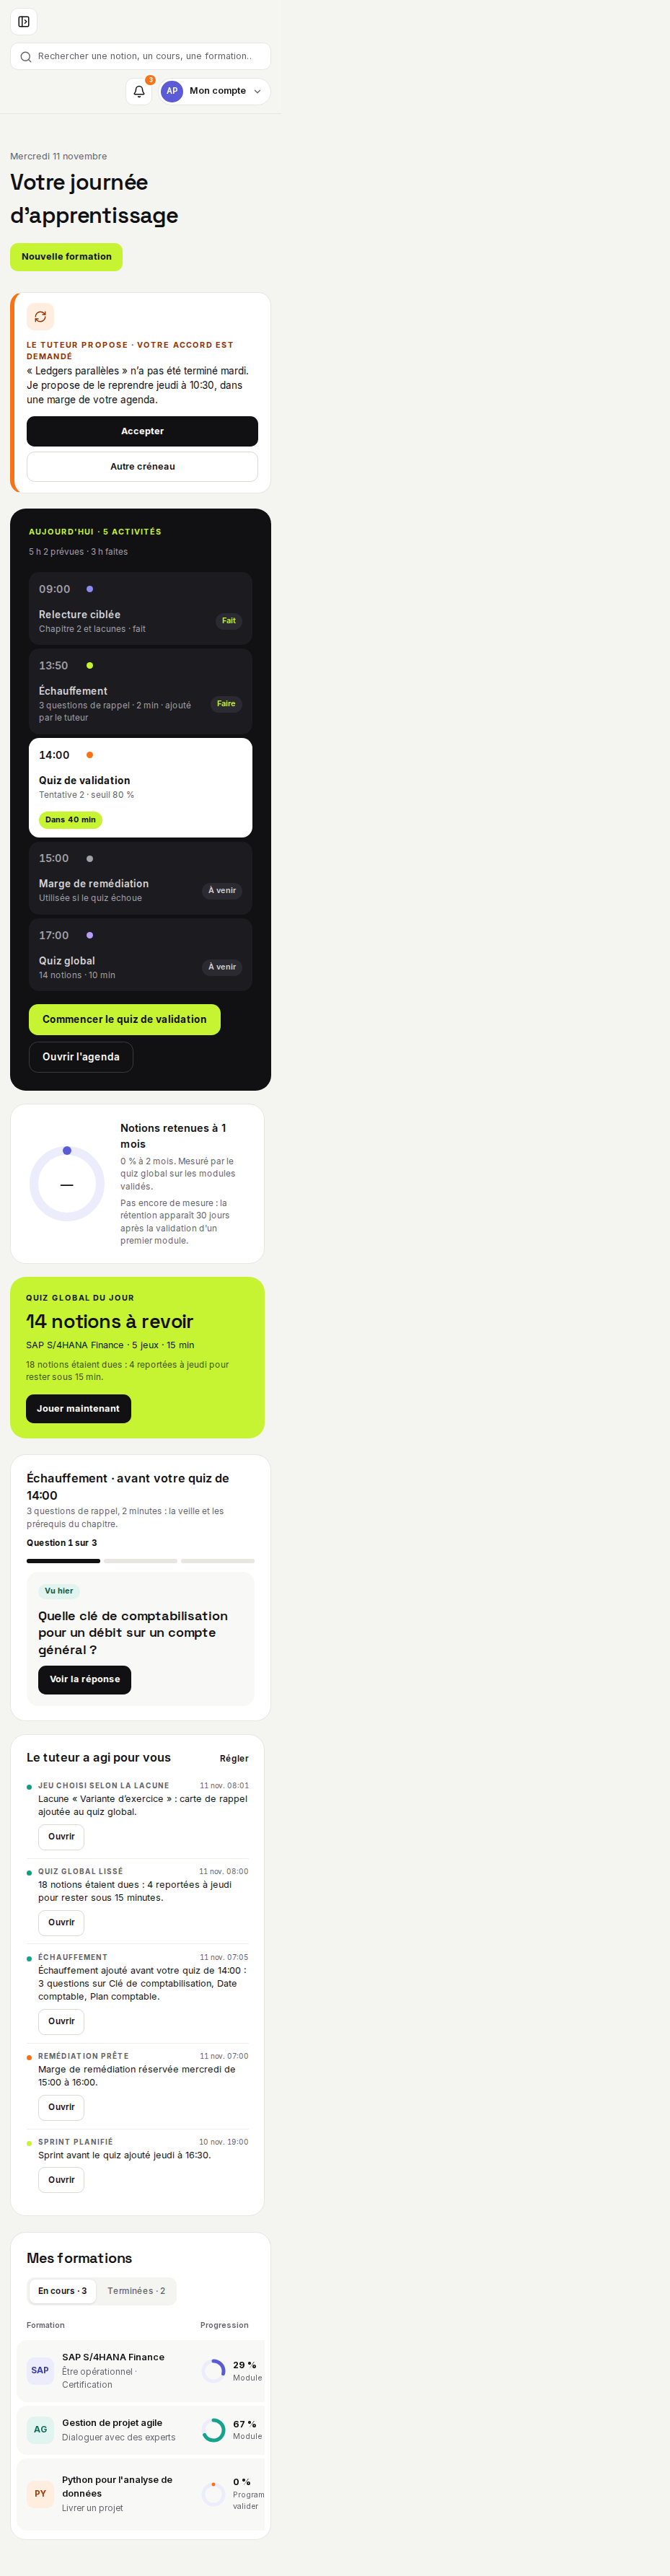 Rechercher une notion, un cours, une formation..
3
AP
Mon compte
Mercredi 11 novembre
Votre journée
d'apprentissage
Nouvelle formation
LE TUTEUR PROPOSE · VOTRE ACCORD EST
DEMANDÉ
« Ledgers parallèles » n'a pas été terminé mardi.
Je propose de le reprendre jeudi à 10:30, dans
une marge de votre agenda.
Accepter
Autre créneau
AUJOURD'HUI · 5 ACTIVITÉS
5 h 2 prévues · 3 h faites
09:00
Relecture ciblée
Chapitre 2 et lacunes · fait
Fait
13:50
Échauffement
3 questions de rappel · 2 min · ajouté
par le tuteur
Faire
14:00
Quiz de validation
Tentative 2 · seuil 80 %
Dans 40 min
15:00
Marge de remédiation
Utilisée si le quiz échoue
À venir
17:00
Quiz global
14 notions · 10 min
À venir
Commencer le quiz de validation
Ouvrir l'agenda
—
Notions retenues à 1
mois
0 % à 2 mois. Mesuré par le
quiz global sur les modules
validés.
Pas encore de mesure : la
rétention apparaît 30 jours
après la validation d'un
premier module.
QUIZ GLOBAL DU JOUR
14 notions à revoir
SAP S/4HANA Finance · 5 jeux · 15 min
18 notions étaient dues : 4 reportées à jeudi pour
rester sous 15 min.
Jouer maintenant
Échauffement · avant votre quiz de
14:00
3 questions de rappel, 2 minutes : la veille et les
prérequis du chapitre.
Question 1 sur 3
Vu hier
Quelle clé de comptabilisation
pour un débit sur un compte
général ?
Voir la réponse
Le tuteur a agi pour vous
Régler
JEU CHOISI SELON LA LACUNE
11 nov. 08:01
Lacune « Variante d'exercice » : carte de rappel
ajoutée au quiz global.
Ouvrir
QUIZ GLOBAL LISSÉ
11 nov. 08:00
18 notions étaient dues : 4 reportées à jeudi
pour rester sous 15 minutes.
Ouvrir
ÉCHAUFFEMENT
11 nov. 07:05
Échauffement ajouté avant votre quiz de 14:00 :
3 questions sur Clé de comptabilisation, Date
comptable, Plan comptable.
Ouvrir
REMÉDIATION PRÊTE
11 nov. 07:00
Marge de remédiation réservée mercredi de
15:00 à 16:00.
Ouvrir
SPRINT PLANIFIÉ
10 nov. 19:00
Sprint avant le quiz ajouté jeudi à 16:30.
Ouvrir
Mes formations
En cours · 3
Terminées · 2
Formation
Progression
SAP
SAP S/4HANA Finance
Être opérationnel ·
Certification
29 %
Module
AG
Gestion de projet agile
Dialoguer avec des experts
67 %
Module
PY
Python pour l'analyse de
données
Livrer un projet
0 %
Program
valider